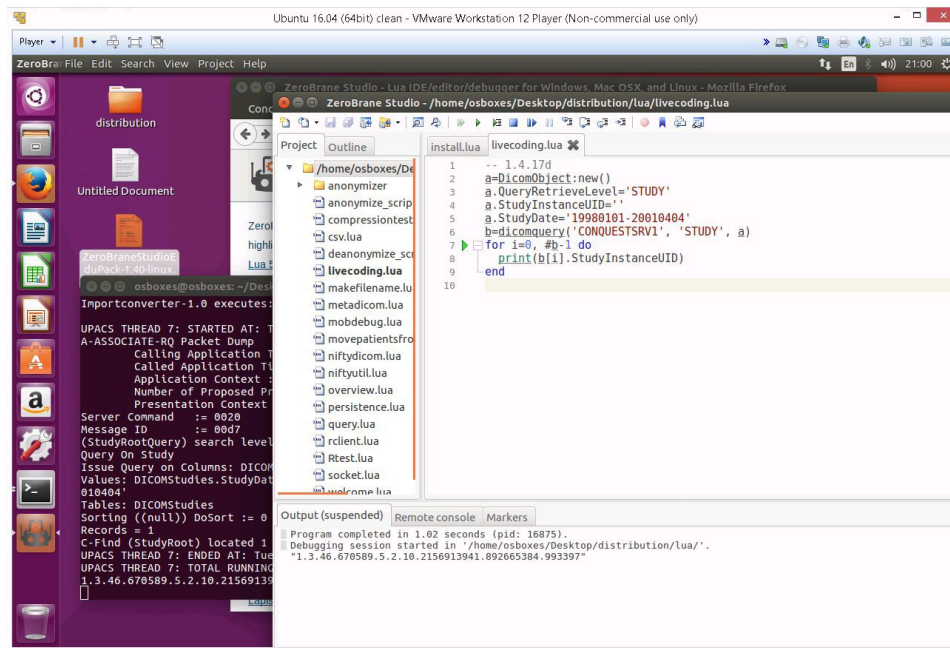 Ubuntu 16.04 (64bit) clean - VMware Workstation 12 Player (Non-commercial use only)
Player
ZeroBra File Edit Search View Project Help
En 21:00
ZeroBrane Studio - Lua IDE/editor/debugger for Windows, Mac OSX, and Linux - Mozilla Firefox
ZeroBrane Studio - /home/osboxes/Desktop/distribution/lua/livecoding.lua
distribution
Untitled Document
ZeroBraneStudioE
duPack-1.40-linux.
Conc
Zerol
highli
Lua 5
Project Outline
/home/osboxes/De
anonymizer
anonymize_scrip
compressiontest
csv.lua
deanonymize_scr
livecoding.lua
makefilename.lu
metadicom.lua
mobdebug.lua
movepatientsfro
niftydicom.lua
niftyutil.lua
overview.lua
persistence.lua
query.lua
rclient.lua
Rtest.lua
socket.lua
welcome.lua
install.lua livecoding.lua
1 -- 1.4.17d
2 a=DicomObject:new()
3 a.QueryRetrieveLevel='STUDY'
4 a.StudyInstanceUID=''
5 a.StudyDate='19980101-20010404'
6 b=dicomquery('CONQUESTSRV1', 'STUDY', a)
7 for i=0, #b-1 do
8 print(b[i].StudyInstanceUID)
9 end
10
osboxes@osboxes: ~/Desk
Importconverter-1.0 executes:
UPACS THREAD 7: STARTED AT: T
A-ASSOCIATE-RQ Packet Dump
Calling Application T
Called Application Ti
Application Context :
Number of Proposed Pr
Presentation Context
Server Command := 0020
Message ID := 00d7
(StudyRootQuery) search level
Query On Study
Issue Query on Columns: DICOM
Values: DICOMStudies.StudyDat
010404'
Tables: DICOMStudies
Sorting ((null)) DoSort := 0
Records = 1
C-Find (StudyRoot) located 1
UPACS THREAD 7: ENDED AT: Tue
UPACS THREAD 7: TOTAL RUNNING
1.3.46.670589.5.2.10.21569139
Output (suspended) Remote console Markers
Program completed in 1.02 seconds (pid: 16875).
Debugging session started in '/home/osboxes/Desktop/distribution/lua/'.
"1.3.46.670589.5.2.10.2156913941.892665384.993397"